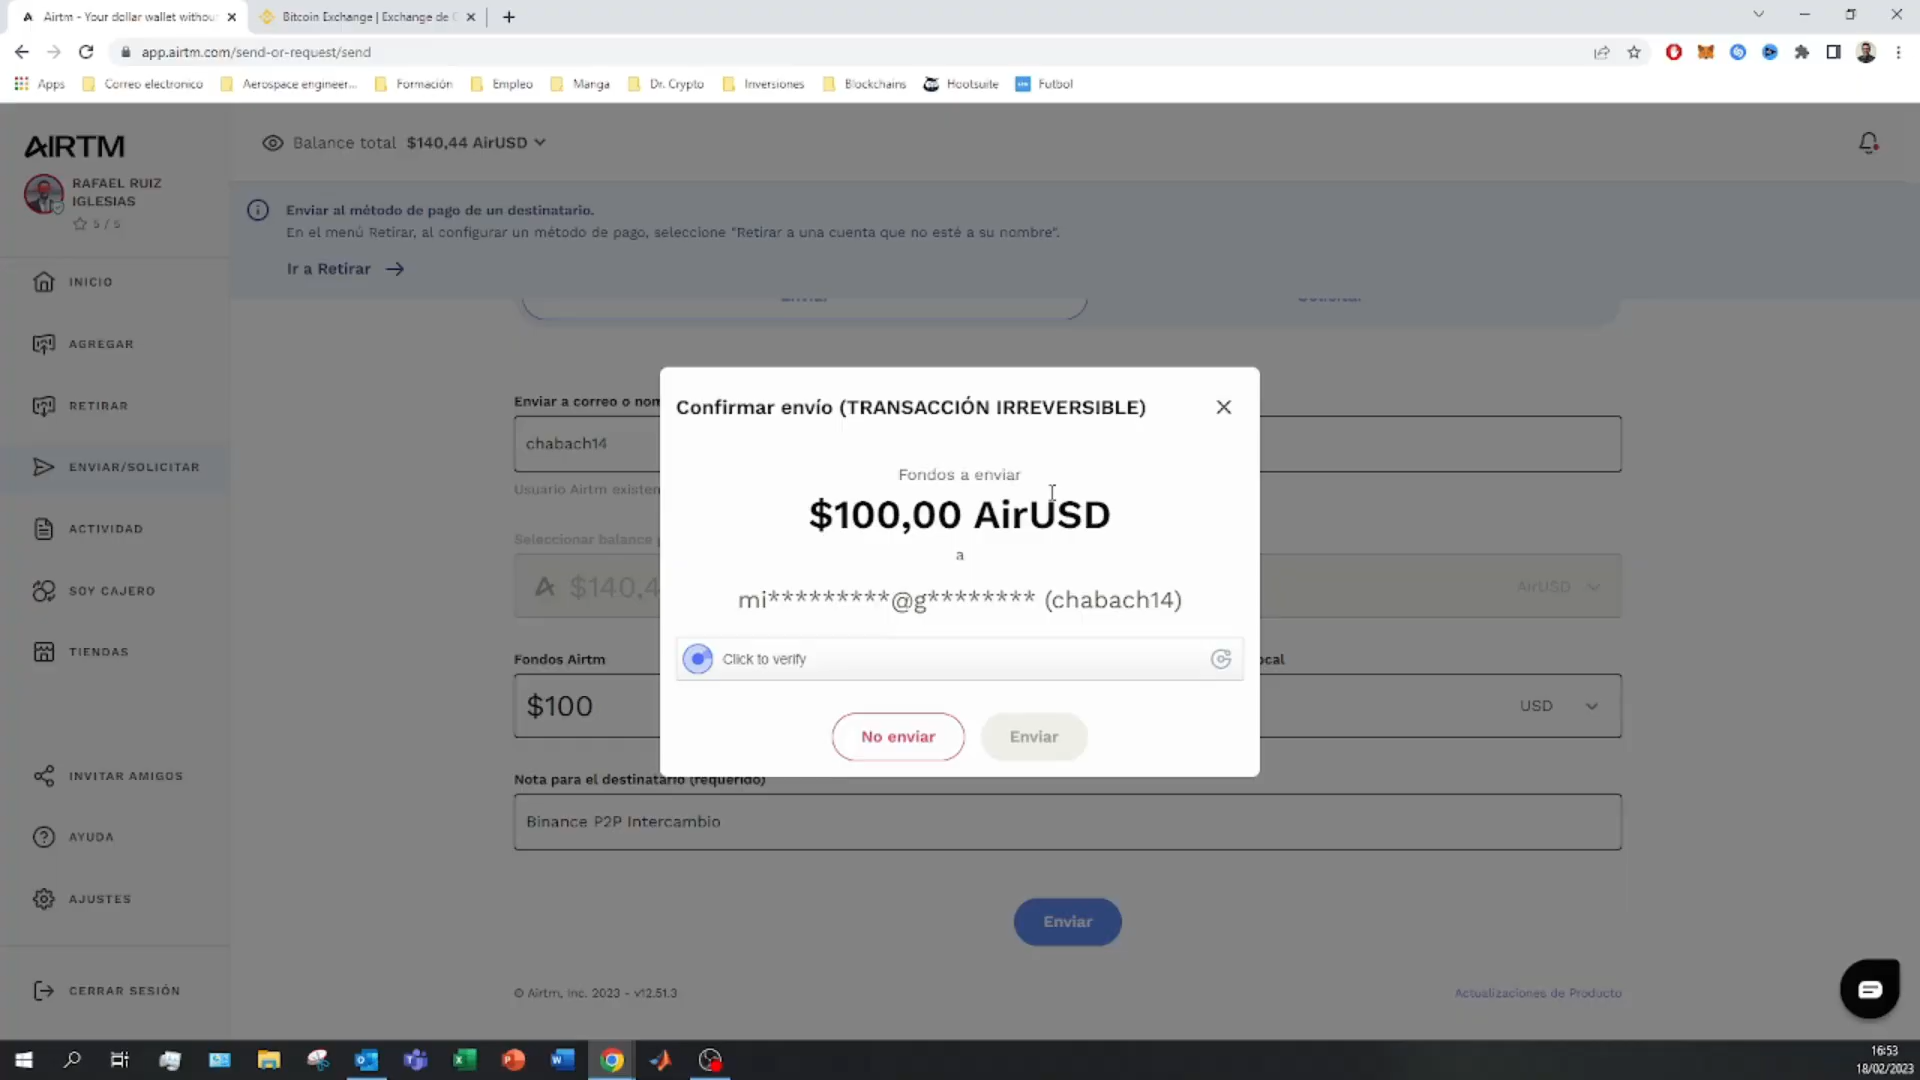 Airtm - Your dollar wallet withou
Bitcoin Exchange | Exchange de C
app.airtm.com/send-or-request/send
Apps
Correo electronico
Aerospace engineer...
Formación
Empleo
Manga
Dr. Crypto
Inversiones
Blockchains
Hootsuite
Futbol
AIRTM
RAFAEL RUIZ
IGLESIAS
5 / 5
Balance total $140,44 AirUSD
Enviar al método de pago de un destinatario.
En el menú Retirar, al configurar un método de pago, seleccione "Retirar a una cuenta que no esté a su nombre".
Ir a Retirar
INICIO
AGREGAR
RETIRAR
ENVIAR/SOLICITAR
ACTIVIDAD
SOY CAJERO
TIENDAS
INVITAR AMIGOS
AYUDA
AJUSTES
CERRAR SESIÓN
Enviar
Solicitar
Enviar a correo o nom
chabach14
Usuario Airtm existen
Seleccionar balance
$140,4
AirUSD
Fondos Airtm
ocal
$100
USD
Confirmar envío (TRANSACCIÓN IRREVERSIBLE)
Fondos a enviar
$100,00 AirUSD
a
mi*********@g******** (chabach14)
Click to verify
No enviar
Enviar
Nota para el destinatario (requerido)
Binance P2P Intercambio
Enviar
© Airtm, Inc. 2023 - v12.51.3
Actualizaciones de Producto
16:53
18/02/2023